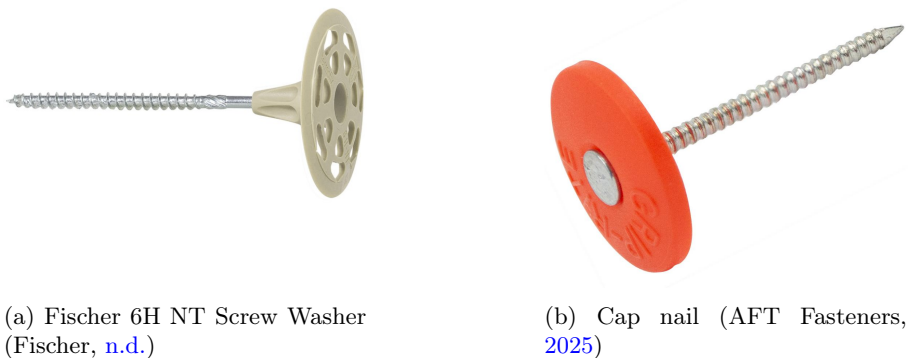 (a) Fischer 6H NT Screw Washer
(Fischer, n.d.)
(b) Cap nail (AFT Fasteners,
2025)